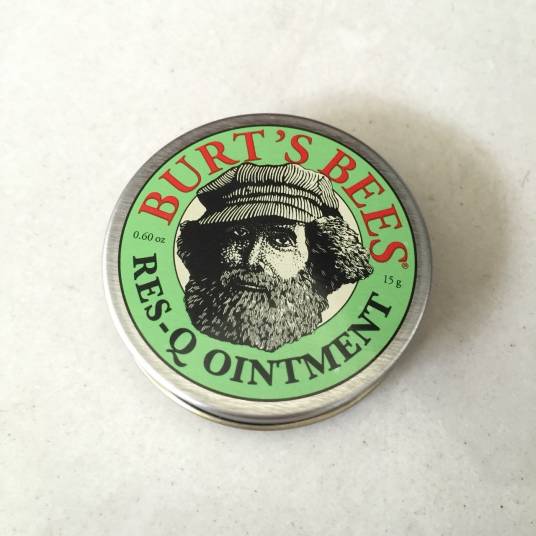 BURT'S BEES®
0.60 oz
15 g
RES-Q OINTMENT